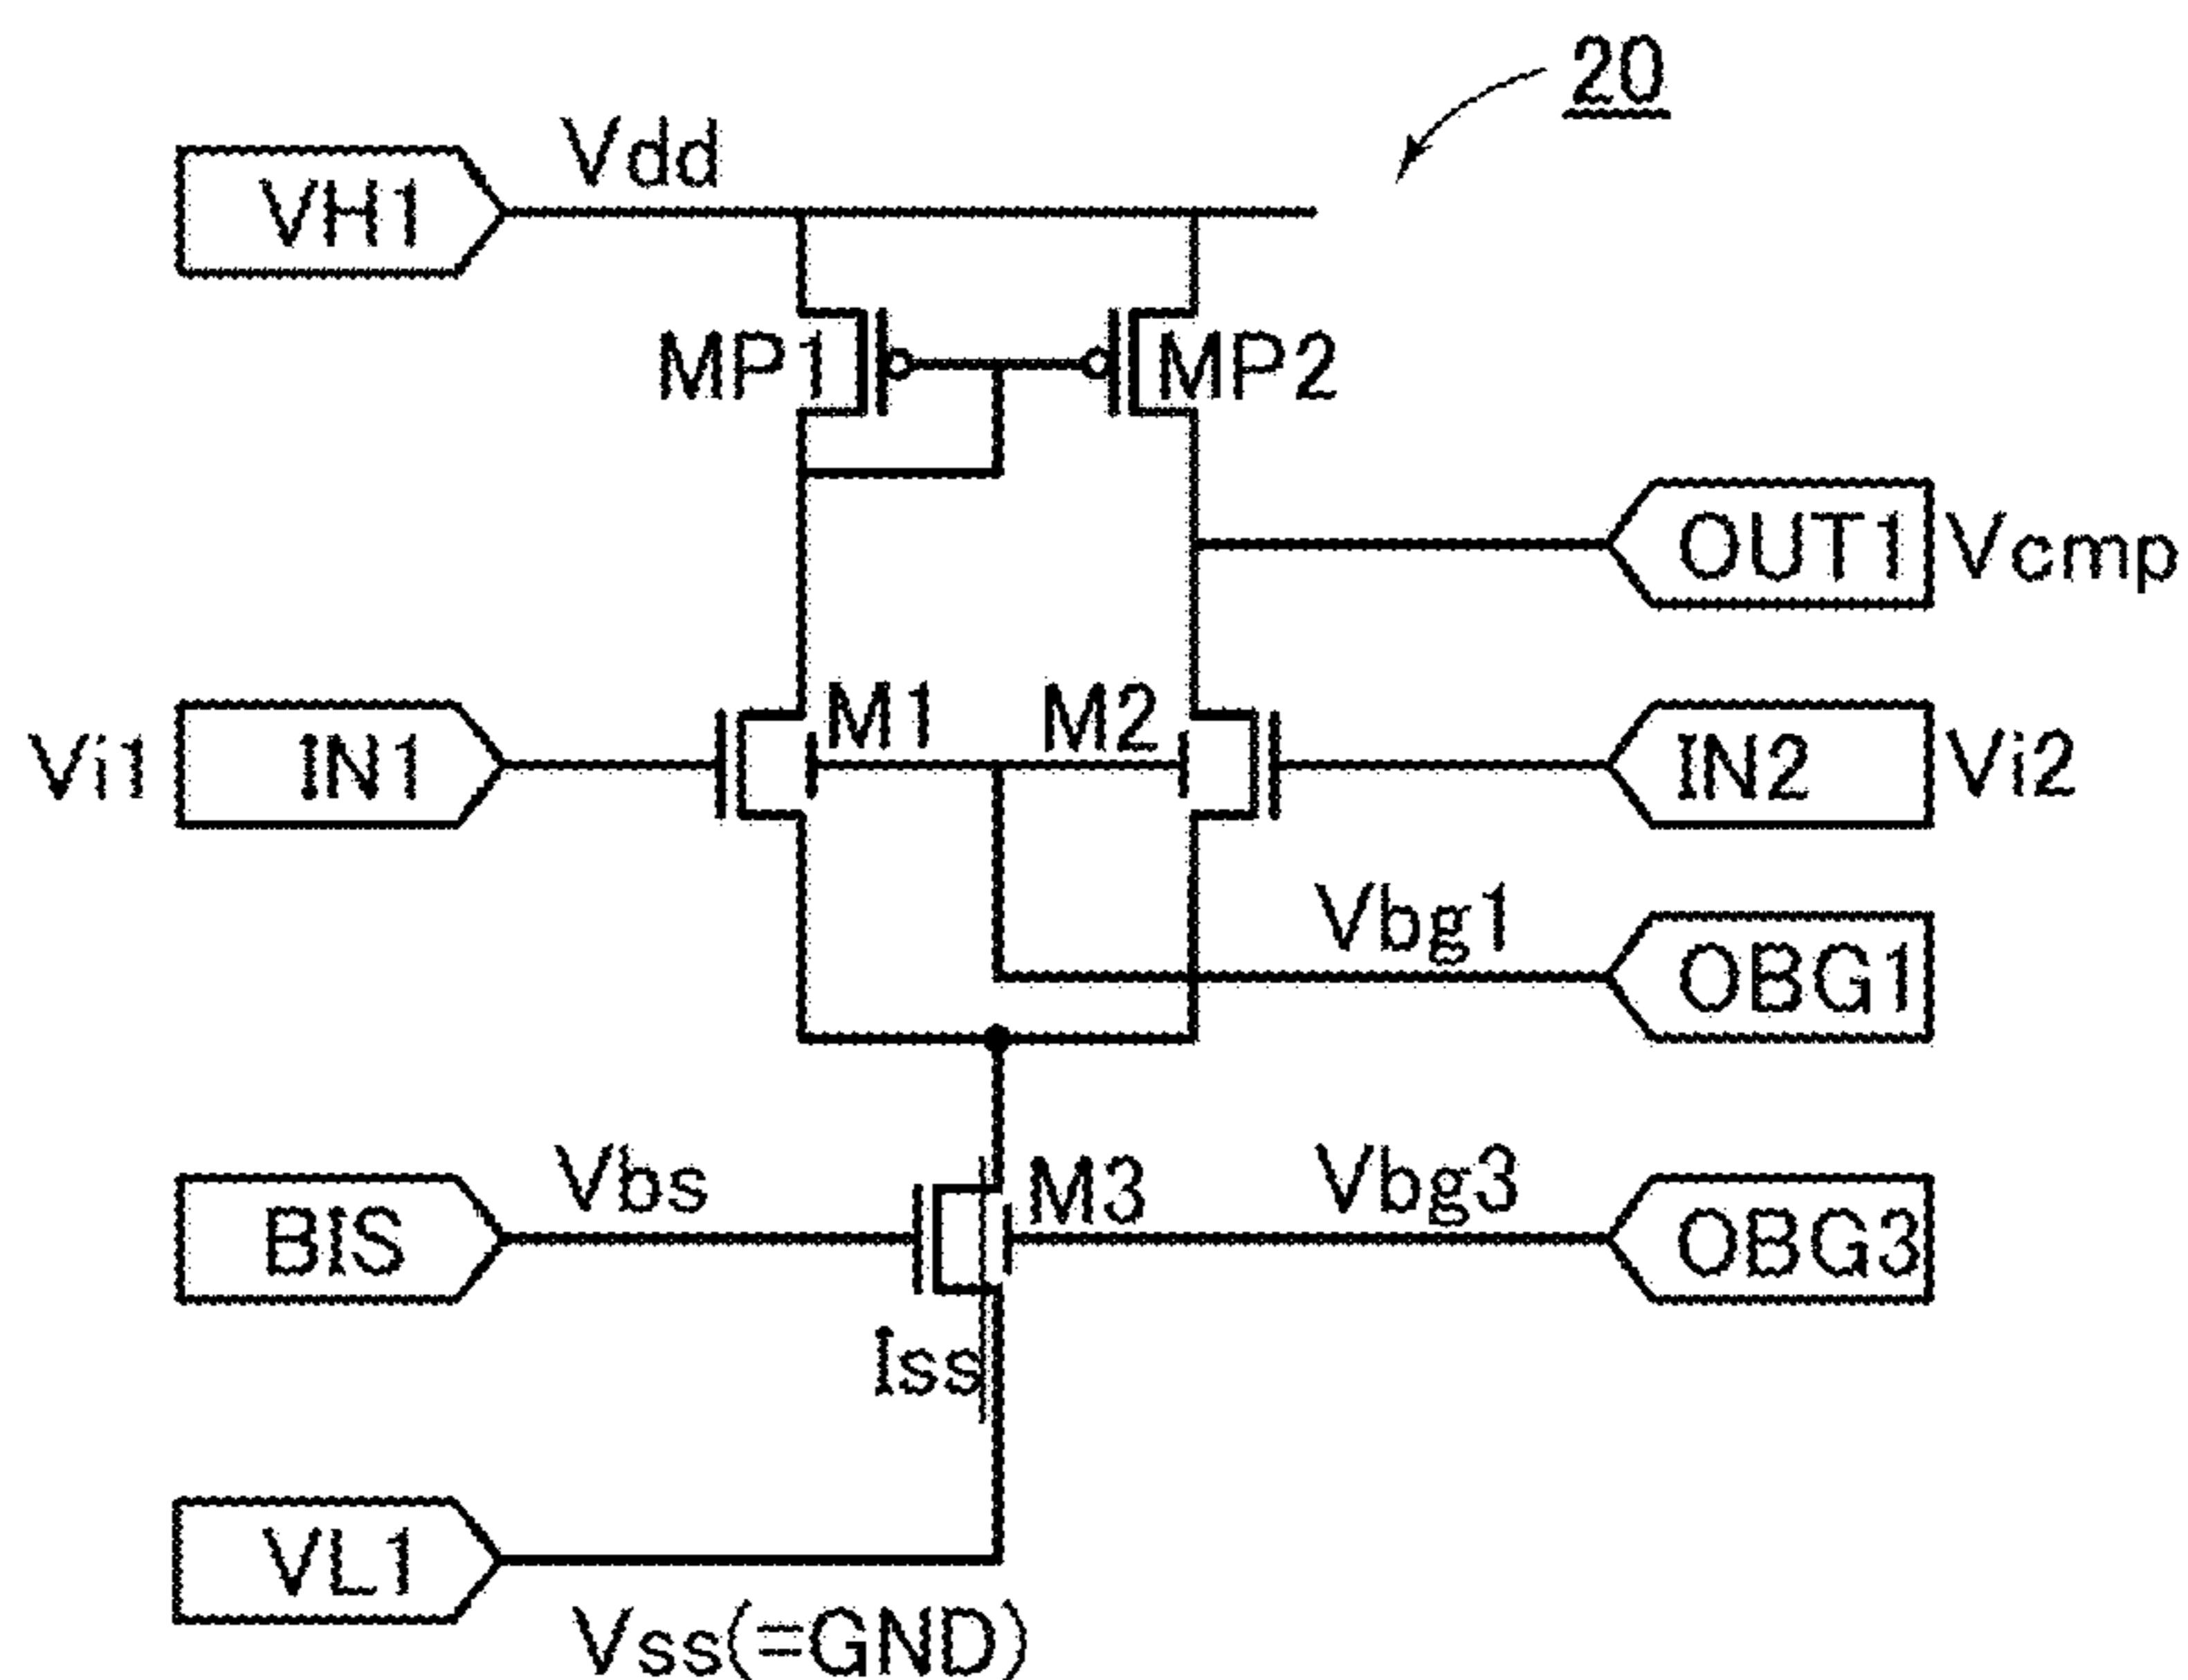 20
Vdd
VH1
MP1
MP2
OUT1
Vcmp
M1
M2
Vi1
IN1
IN2
Vi2
Vbg1
OBG1
Vbs
M3
Vbg3
BIS
OBG3
Iss
VL1
Vss(=GND)